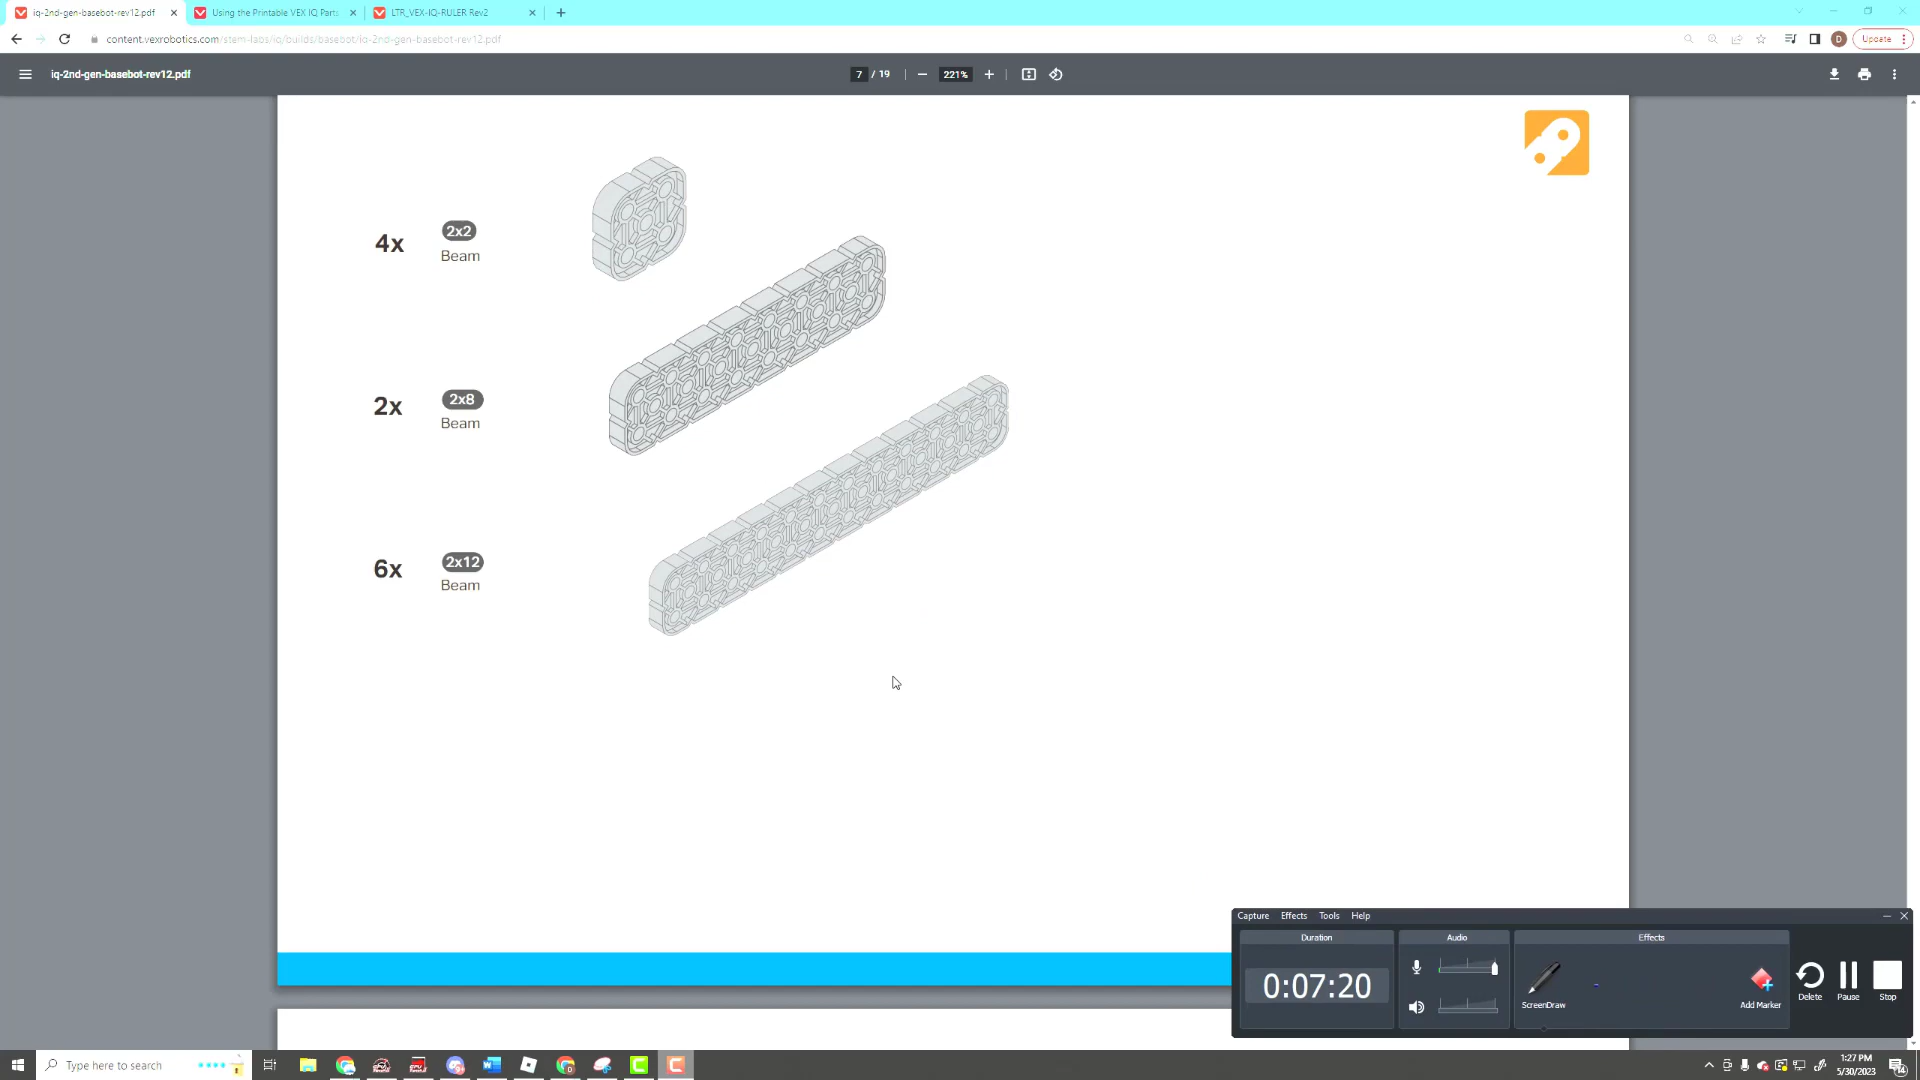 iq-2nd-gen-basebot-rev12.pdf
Using the Printable VEX IQ Parts
LTR_VEX-IQ-RULER Rev2
content.vexrobotics.com/stem-labs/iq/builds/basebot/iq-2nd-gen-basebot-rev12.pdf
D
Update
iq-2nd-gen-basebot-rev12.pdf
7 / 19
221%
4x
2x2
Beam
2x
2x8
Beam
6x
2x12
Beam
Capture Effects Tools Help
Duration
Audio
Effects
0:07:20
ScreenDraw
Add Marker
Delete
Pause
Stop
Type here to search
1:27 PM
5/30/2023